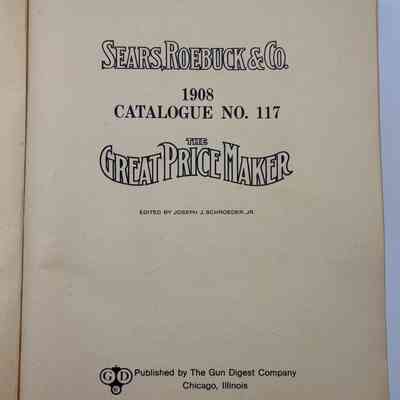 SEARS, ROEBUCK & CO.
1908
CATALOGUE NO. 117
THE
GREAT PRICE MAKER
EDITED BY JOSEPH J. SCHROEDER, JR.
G D Published by The Gun Digest Company
Chicago, Illinois